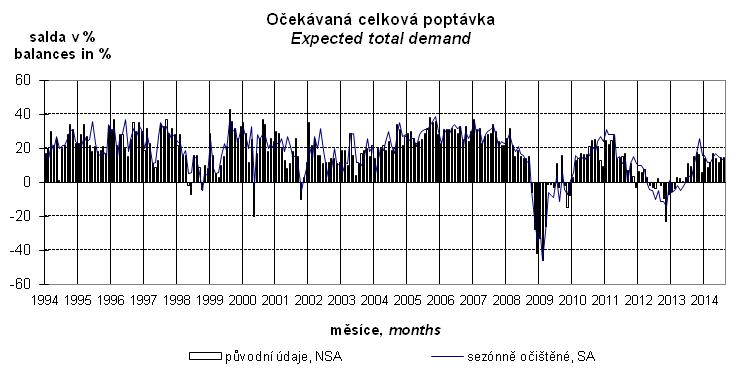 Očekávaná celková poptávka
Expected total demand
salda v %
balances in %
60
40
20
0
-20
-40
-60
1994 1995 1996 1997 1998 1999 2000 2001 2002 2003 2004 2005 2006 2007 2008 2009 2010 2011 2012 2013 2014
měsíce, months
původní údaje, NSA
sezónně očištěné, SA